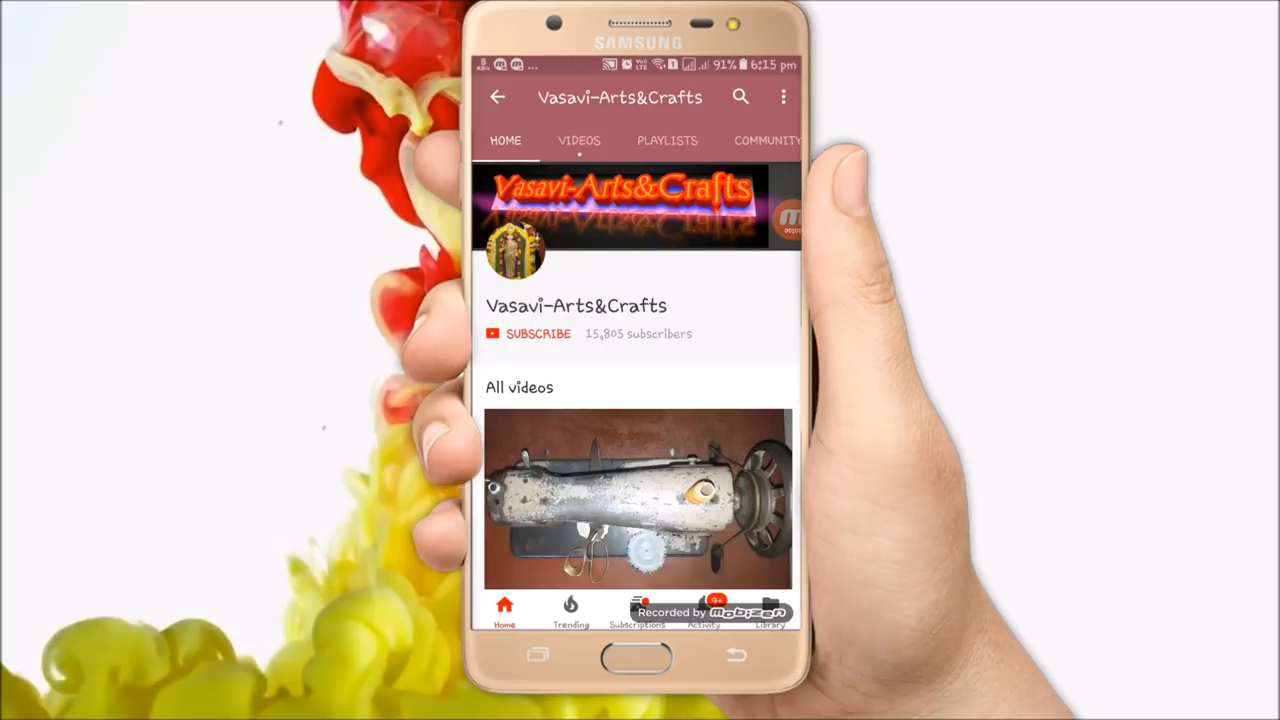 SAMSUNG
... 91% 6:15 pm
Vasavi-Arts&Crafts
HOME VIDEOS PLAYLISTS COMMUNITY
Vasavi-Arts&Crafts
Vasavi-Arts&Crafts
SUBSCRIBE 15,805 subscribers
All videos
9+
Recorded by mobizen
Home Trending Subscriptions Activity Library